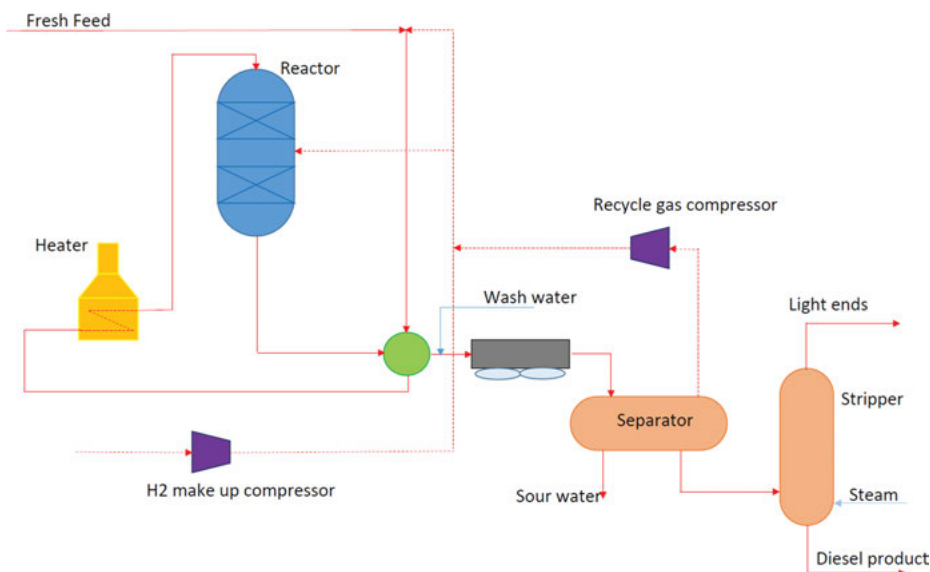 Fresh Feed
Reactor
Recycle gas compressor
Heater
Wash water
Light ends
Separator
Stripper
H2 make up compressor
Sour water
Steam
Diesel product